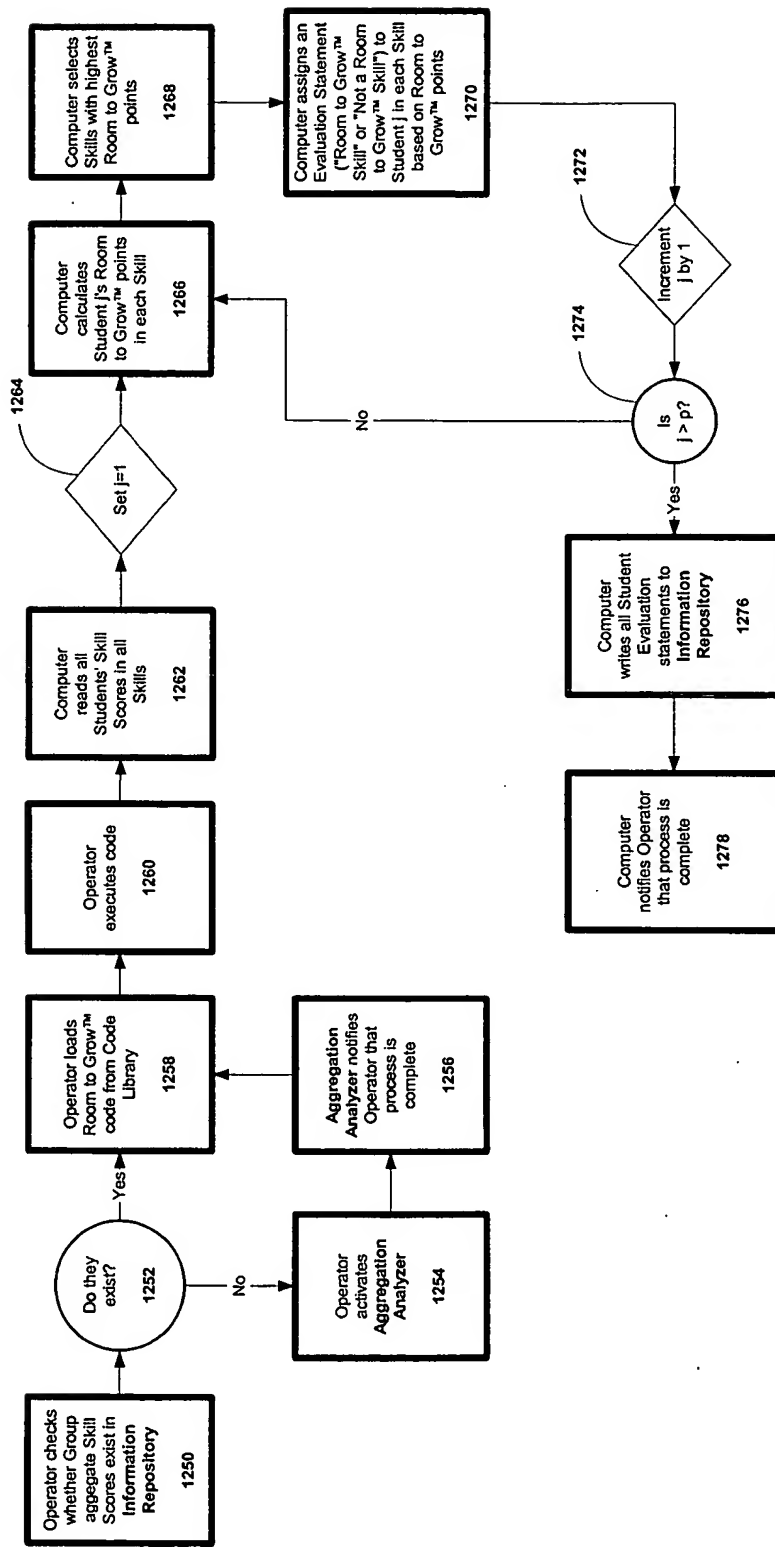 Operator checks
whether Group
aggegate Skill
Scores exist in
Information
Repository
1250
Do they
exist?
1252
Yes
No
Operator
activates
Aggregation
Analyzer
1254
Aggregation
Analyzer notifies
Operator that
process is
complete
1256
Operator loads
Room to Grow™
code from Code
Library
1258
Operator
executes code
1260
Computer
reads all
Students' Skill
Scores in all
Skills
1262
Set j=1
1264
Computer
calculates
Student j's Room
to Grow™ points
in each Skill
1266
Computer selects
Skills with highest
Room to Grow™
points
1268
Computer assigns an
Evaluation Statement
("Room to Grow™
Skill" or "Not a Room
to Grow™ Skill") to
Student j in each Skill
based on Room to
Grow™ points
1270
Increment
j by 1
1272
Is
j > p?
1274
No
Yes
Computer
writes all Student
Evaluation
statements to
Information
Repository
1276
Computer
notifies Operator
that process is
complete
1278